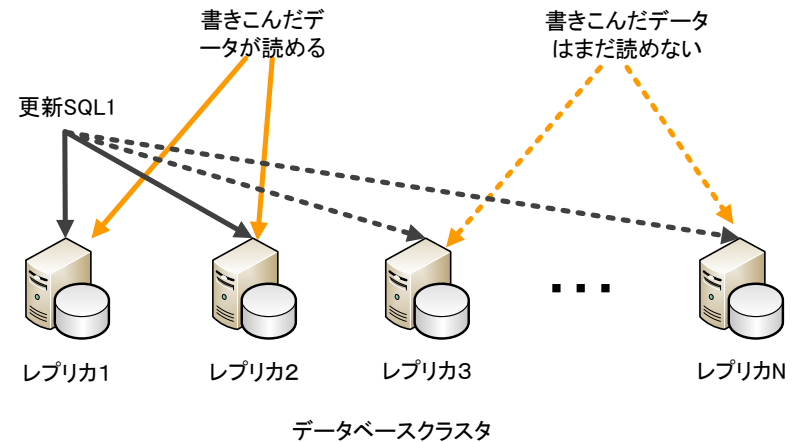 書きこんだデ
ータが読める
書きこんだデータ
はまだ読めない
更新SQL1
・・・
レプリカ1
レプリカ2
レプリカ3
レプリカN
データベースクラスタ